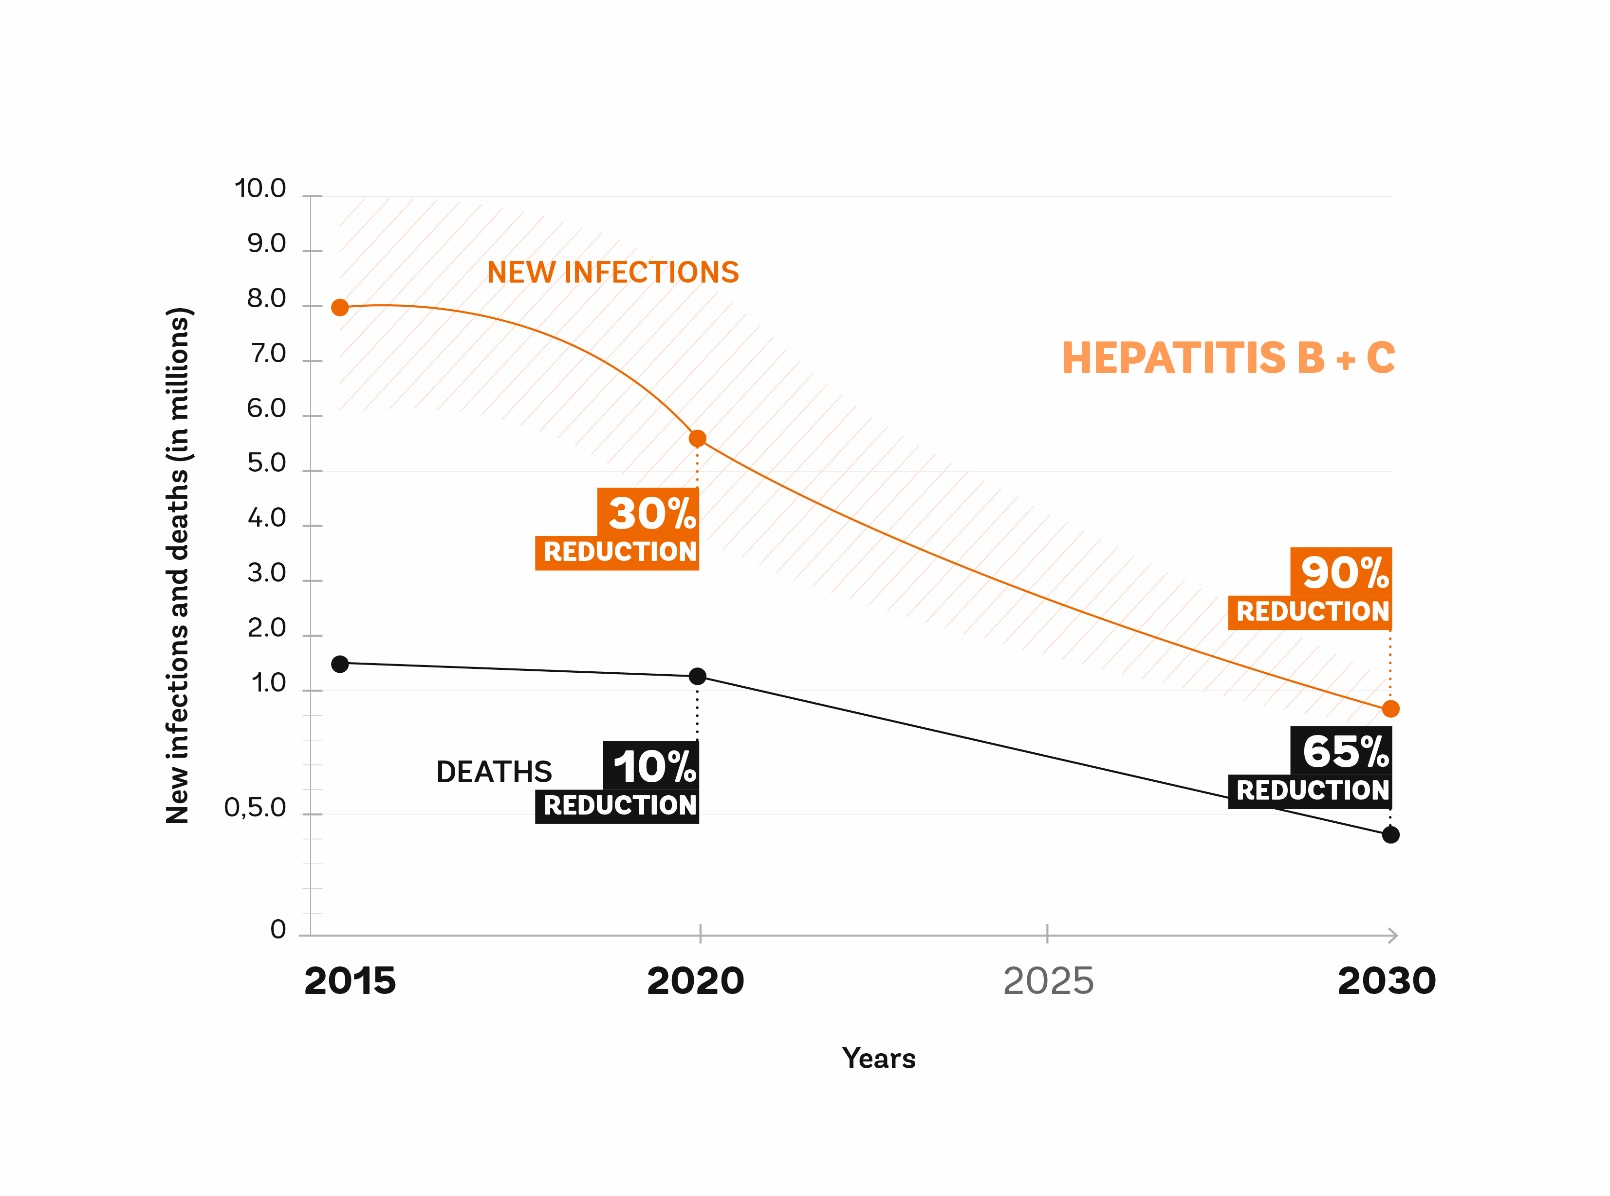 10.0
9.0
8.0
7.0
6.0
5.0
4.0
3.0
2.0
1.0
0,5.0
0
New infections and deaths (in millions)
NEW INFECTIONS
HEPATITIS B + C
30%
REDUCTION
90%
REDUCTION
DEATHS
10%
REDUCTION
65%
REDUCTION
2015
2020
2025
2030
Years